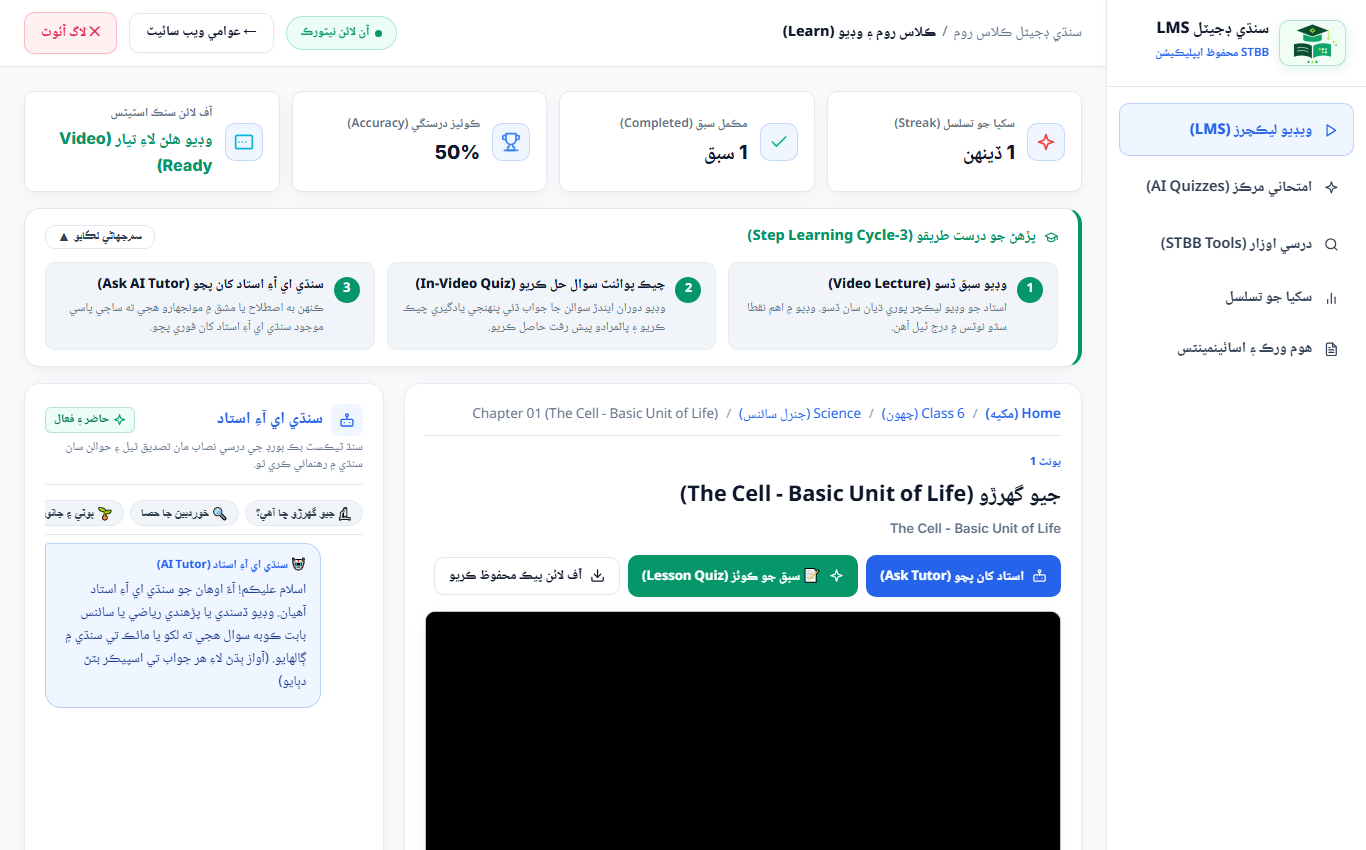 سنڌي ڊجيٽل LMS
STBB محفوظ ايپليڪيشن
ويڊيو ليڪچرز (LMS)
امتحاني مرڪز (AI Quizzes)
درسي اوزار (STBB Tools)
سکيا جو تسلسل
هوم ورڪ ۽ اسائينمينٽس
سنڌي ڊجيٽل ڪلاس روم / ڪلاس روم ۽ وڊيو (Learn)
● آن لائن نيٽورڪ
← عوامي ويب سائيٽ
✕ لاگ آئوٽ
سکيا جو تسلسل (Streak)
1 ڏينهن
مڪمل سبق (Completed)
1 سبق
ڪوئيز درستگي (Accuracy)
50%
آف لائن سنڪ اسٽيٽس
وڊيو هلڻ لاءِ تيار (Video Ready)
پڙهڻ جو درست طريقو (3-Step Learning Cycle)
سمجهاڻي لڪايو ▲
1
وڊيو سبق ڏسو (Video Lecture)
استاد جو وڊيو ليڪچر پوري ڌيان سان ڏسو. وڊيو ۾ اهم نقطا
سڌو نوٽس ۾ درج ٿيل آهن.
2
چيڪ پوائنٽ سوال حل ڪريو (In-Video Quiz)
وڊيو دوران ايندڙ سوالن جا جواب ڏئي پنهنجي يادگيري چيڪ
ڪريو ۽ پاڻمرادو پيش رفت حاصل ڪريو.
3
سنڌي اي آءِ استاد کان پڇو (Ask AI Tutor)
ڪنهن به اصطلاح يا مشق ۾ مونجهارو هجي ته ساڄي پاسي
موجود سنڌي اي آءِ استاد کان فوري پڇو.
Home (مکيه) / Class 6 (ڇهون) / Science (جنرل سائنس) / Chapter 01 (The Cell - Basic Unit of Life)
يونٽ 1
جيو گھرڙو (The Cell - Basic Unit of Life)
The Cell - Basic Unit of Life
استاد کان پڇو (Ask Tutor)
سبق جو ڪوئز (Lesson Quiz)
آف لائن پيڪ محفوظ ڪريو
سنڌي اي آءِ استاد
حاضر ۽ فعال
سنڌ ٽيڪسٽ بڪ بورڊ جي درسي نصاب مان تصديق ٿيل ۽ حوالن سان
سنڌي ۾ رهنمائي ڪري ٿو.
جيو گھرڙو ڇا آهي؟
خوردبين جا حصا
ٻوٽي ۽ جانو
سنڌي اي آءِ استاد (AI Tutor)
اسلام عليڪم! آءٌ اوهان جو سنڌي اي آءِ استاد
آهيان. وڊيو ڏسندي يا پڙهندي رياضي يا سائنس
بابت ڪوبه سوال هجي ته لکو يا مائڪ تي سنڌي ۾
ڳالهايو. (آواز ٻڌڻ لاءِ هر جواب تي اسپيڪر بٽڻ
دٻايو)